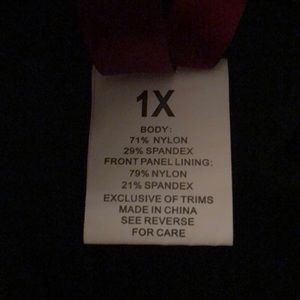 1X
BODY:
71% NYLON
29% SPANDEX
FRONT PANEL LINING:
79% NYLON
21% SPANDEX
EXCLUSIVE OF TRIMS
MADE IN CHINA
SEE REVERSE
FOR CARE